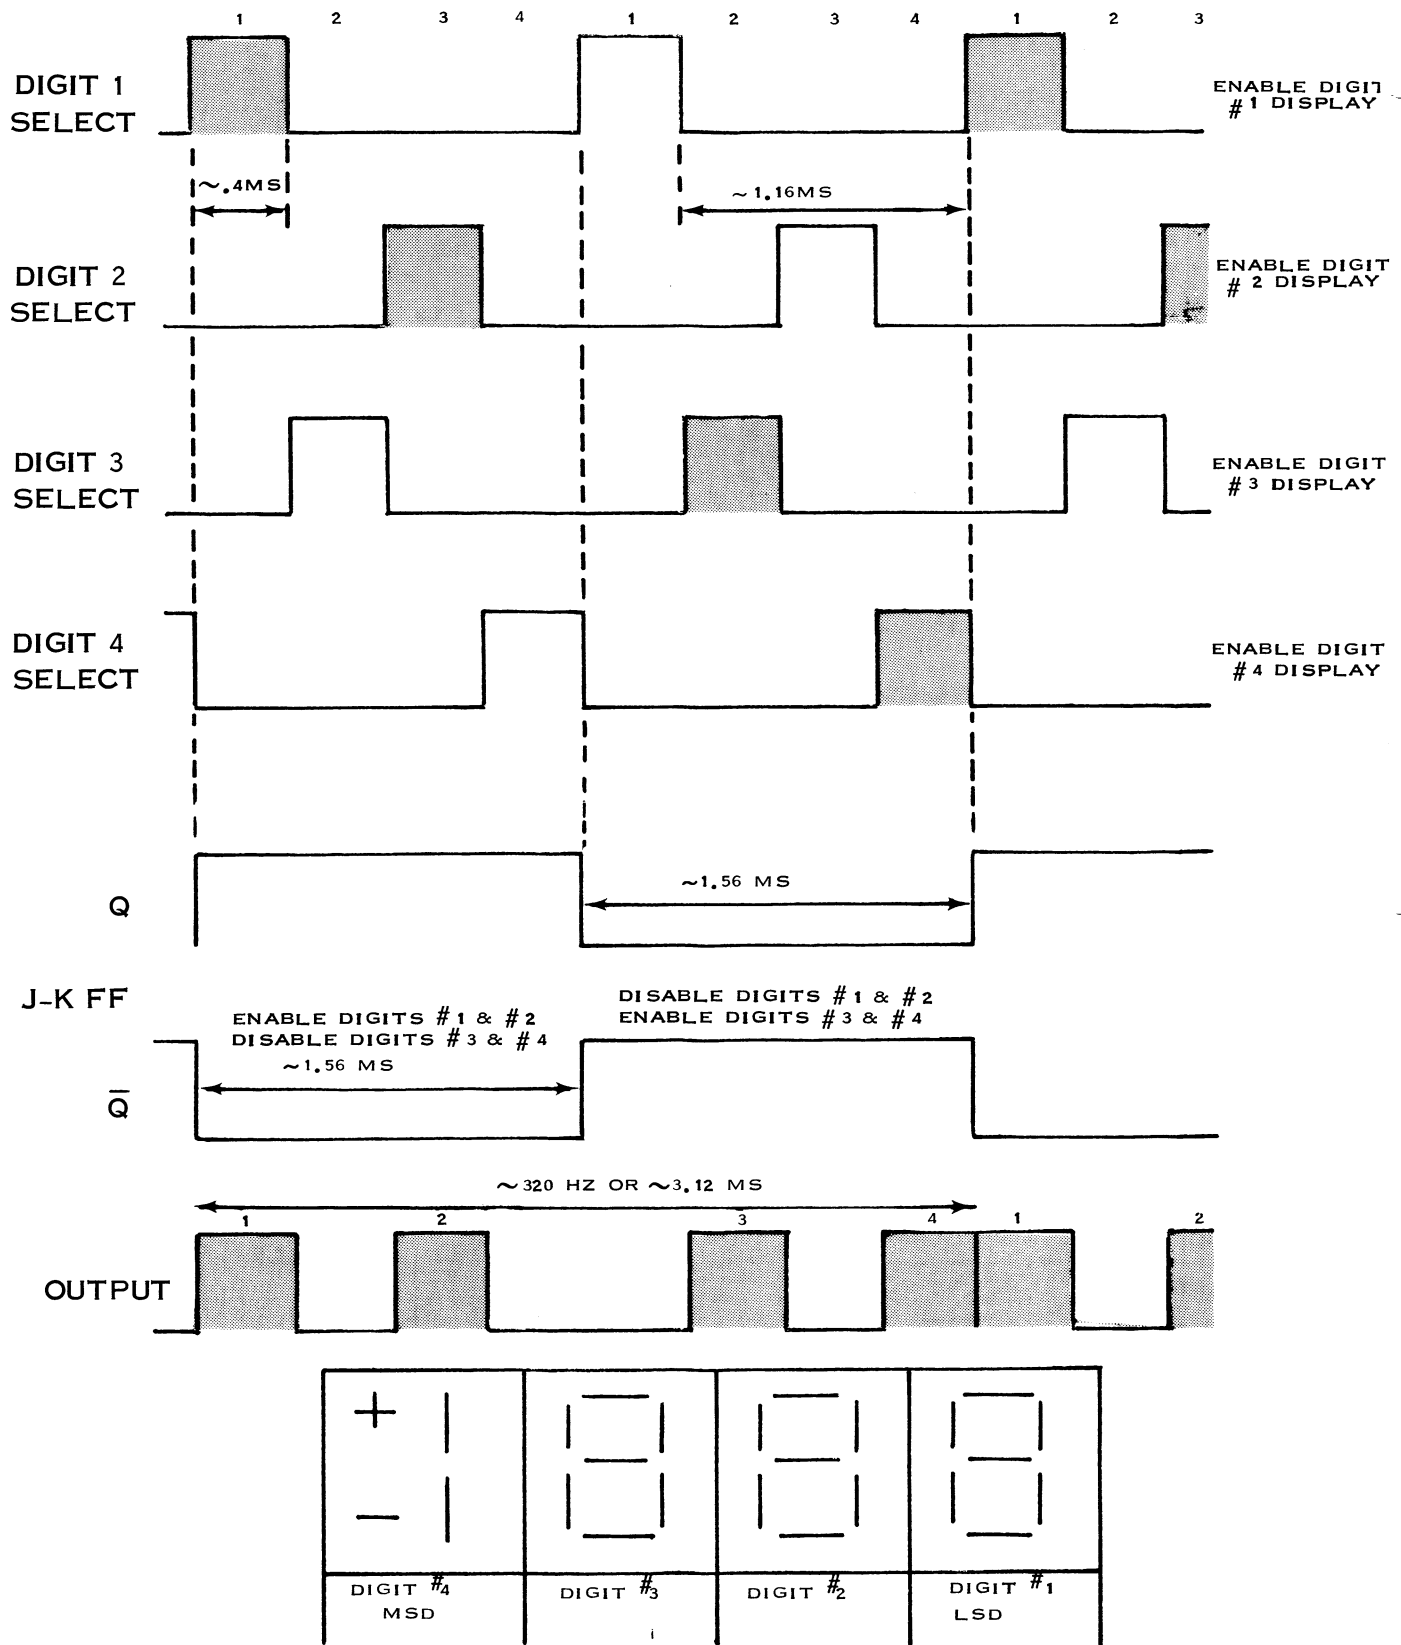 1 2 3 4 1 2 3 4 1 2 3
DIGIT 1
SELECT
ENABLE DIGIT
#1 DISPLAY
~.4MS
~1.16MS
DIGIT 2
SELECT
ENABLE DIGIT
#2 DISPLAY
DIGIT 3
SELECT
ENABLE DIGIT
#3 DISPLAY
DIGIT 4
SELECT
ENABLE DIGIT
#4 DISPLAY
Q
~1.56 MS
J-K FF
ENABLE DIGITS #1 & #2
DISABLE DIGITS #3 & #4
DISABLE DIGITS #1 & #2
ENABLE DIGITS #3 & #4
~1.56 MS
Q̅
~320 HZ OR ~3.12 MS
1 2 3 4 1 2
OUTPUT
+1
-
8 8 8
DIGIT #4
MSD
DIGIT #3
DIGIT #2
DIGIT #1
LSD